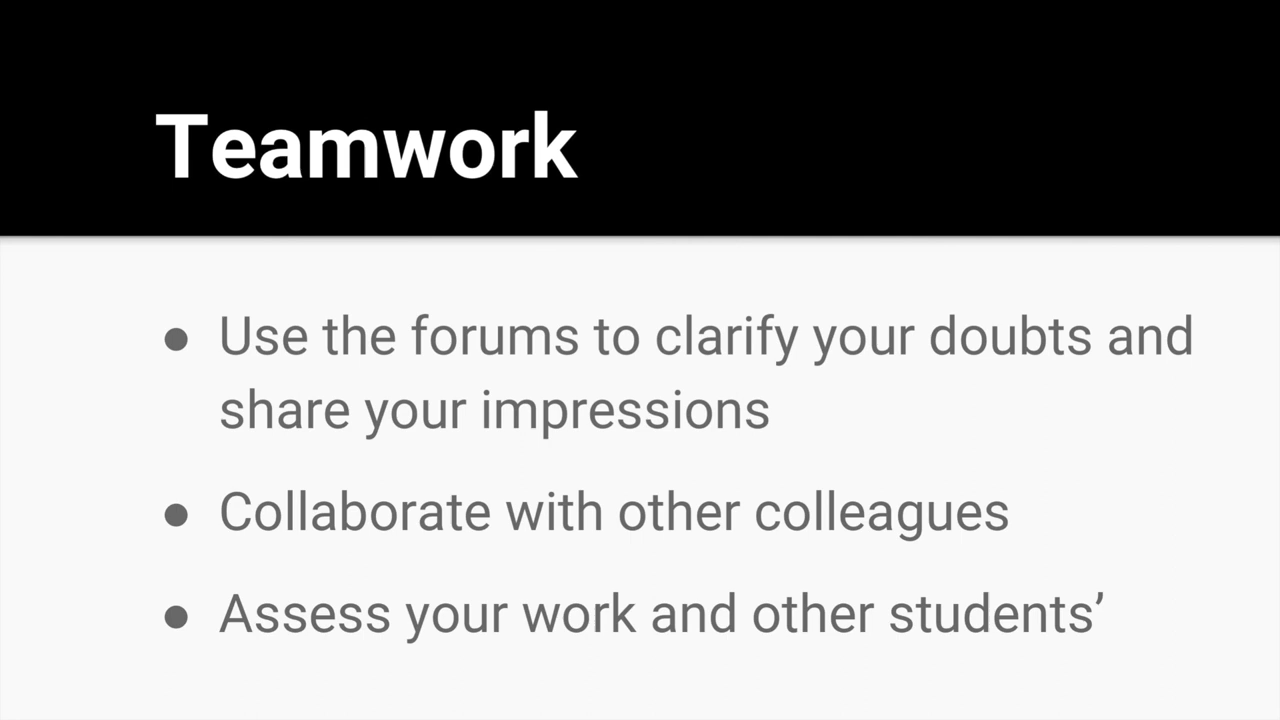 Teamwork
● Use the forums to clarify your doubts and
share your impressions
● Collaborate with other colleagues
● Assess your work and other students’